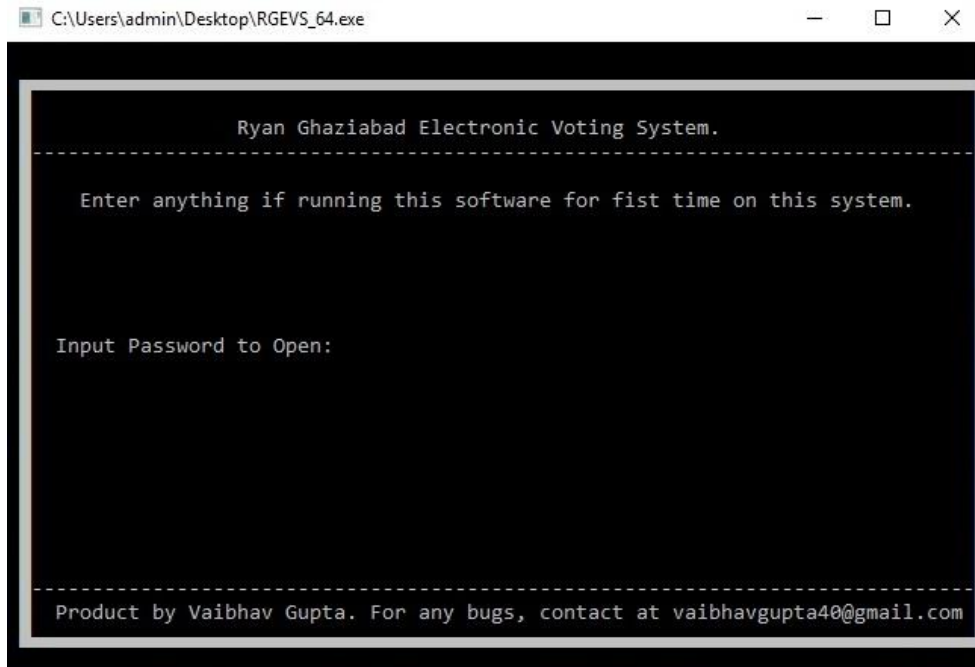 C:\Users\admin\Desktop\RGEVS_64.exe
Ryan Ghaziabad Electronic Voting System.
Enter anything if running this software for fist time on this system.
Input Password to Open:
Product by Vaibhav Gupta. For any bugs, contact at vaibhavgupta40@gmail.com